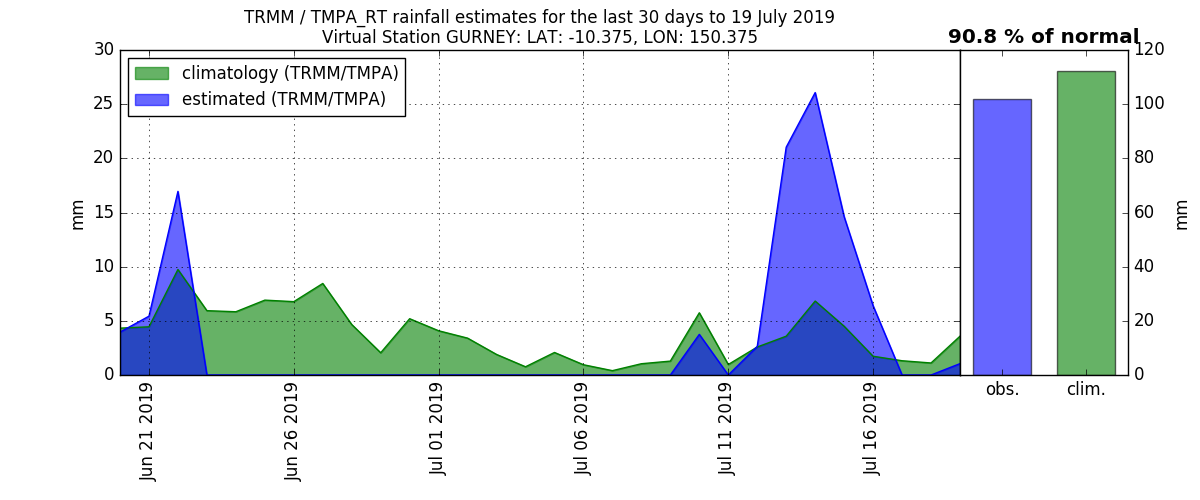 TRMM / TMPA_RT rainfall estimates for the last 30 days to 19 July 2019
Virtual Station GURNEY: LAT: -10.375, LON: 150.375
90.8 % of normal
climatology (TRMM/TMPA)
estimated (TRMM/TMPA)
30
25
20
15
10
5
0
mm
120
100
80
60
40
20
0
mm
Jun 21 2019
Jun 26 2019
Jul 01 2019
Jul 06 2019
Jul 11 2019
Jul 16 2019
obs.
clim.